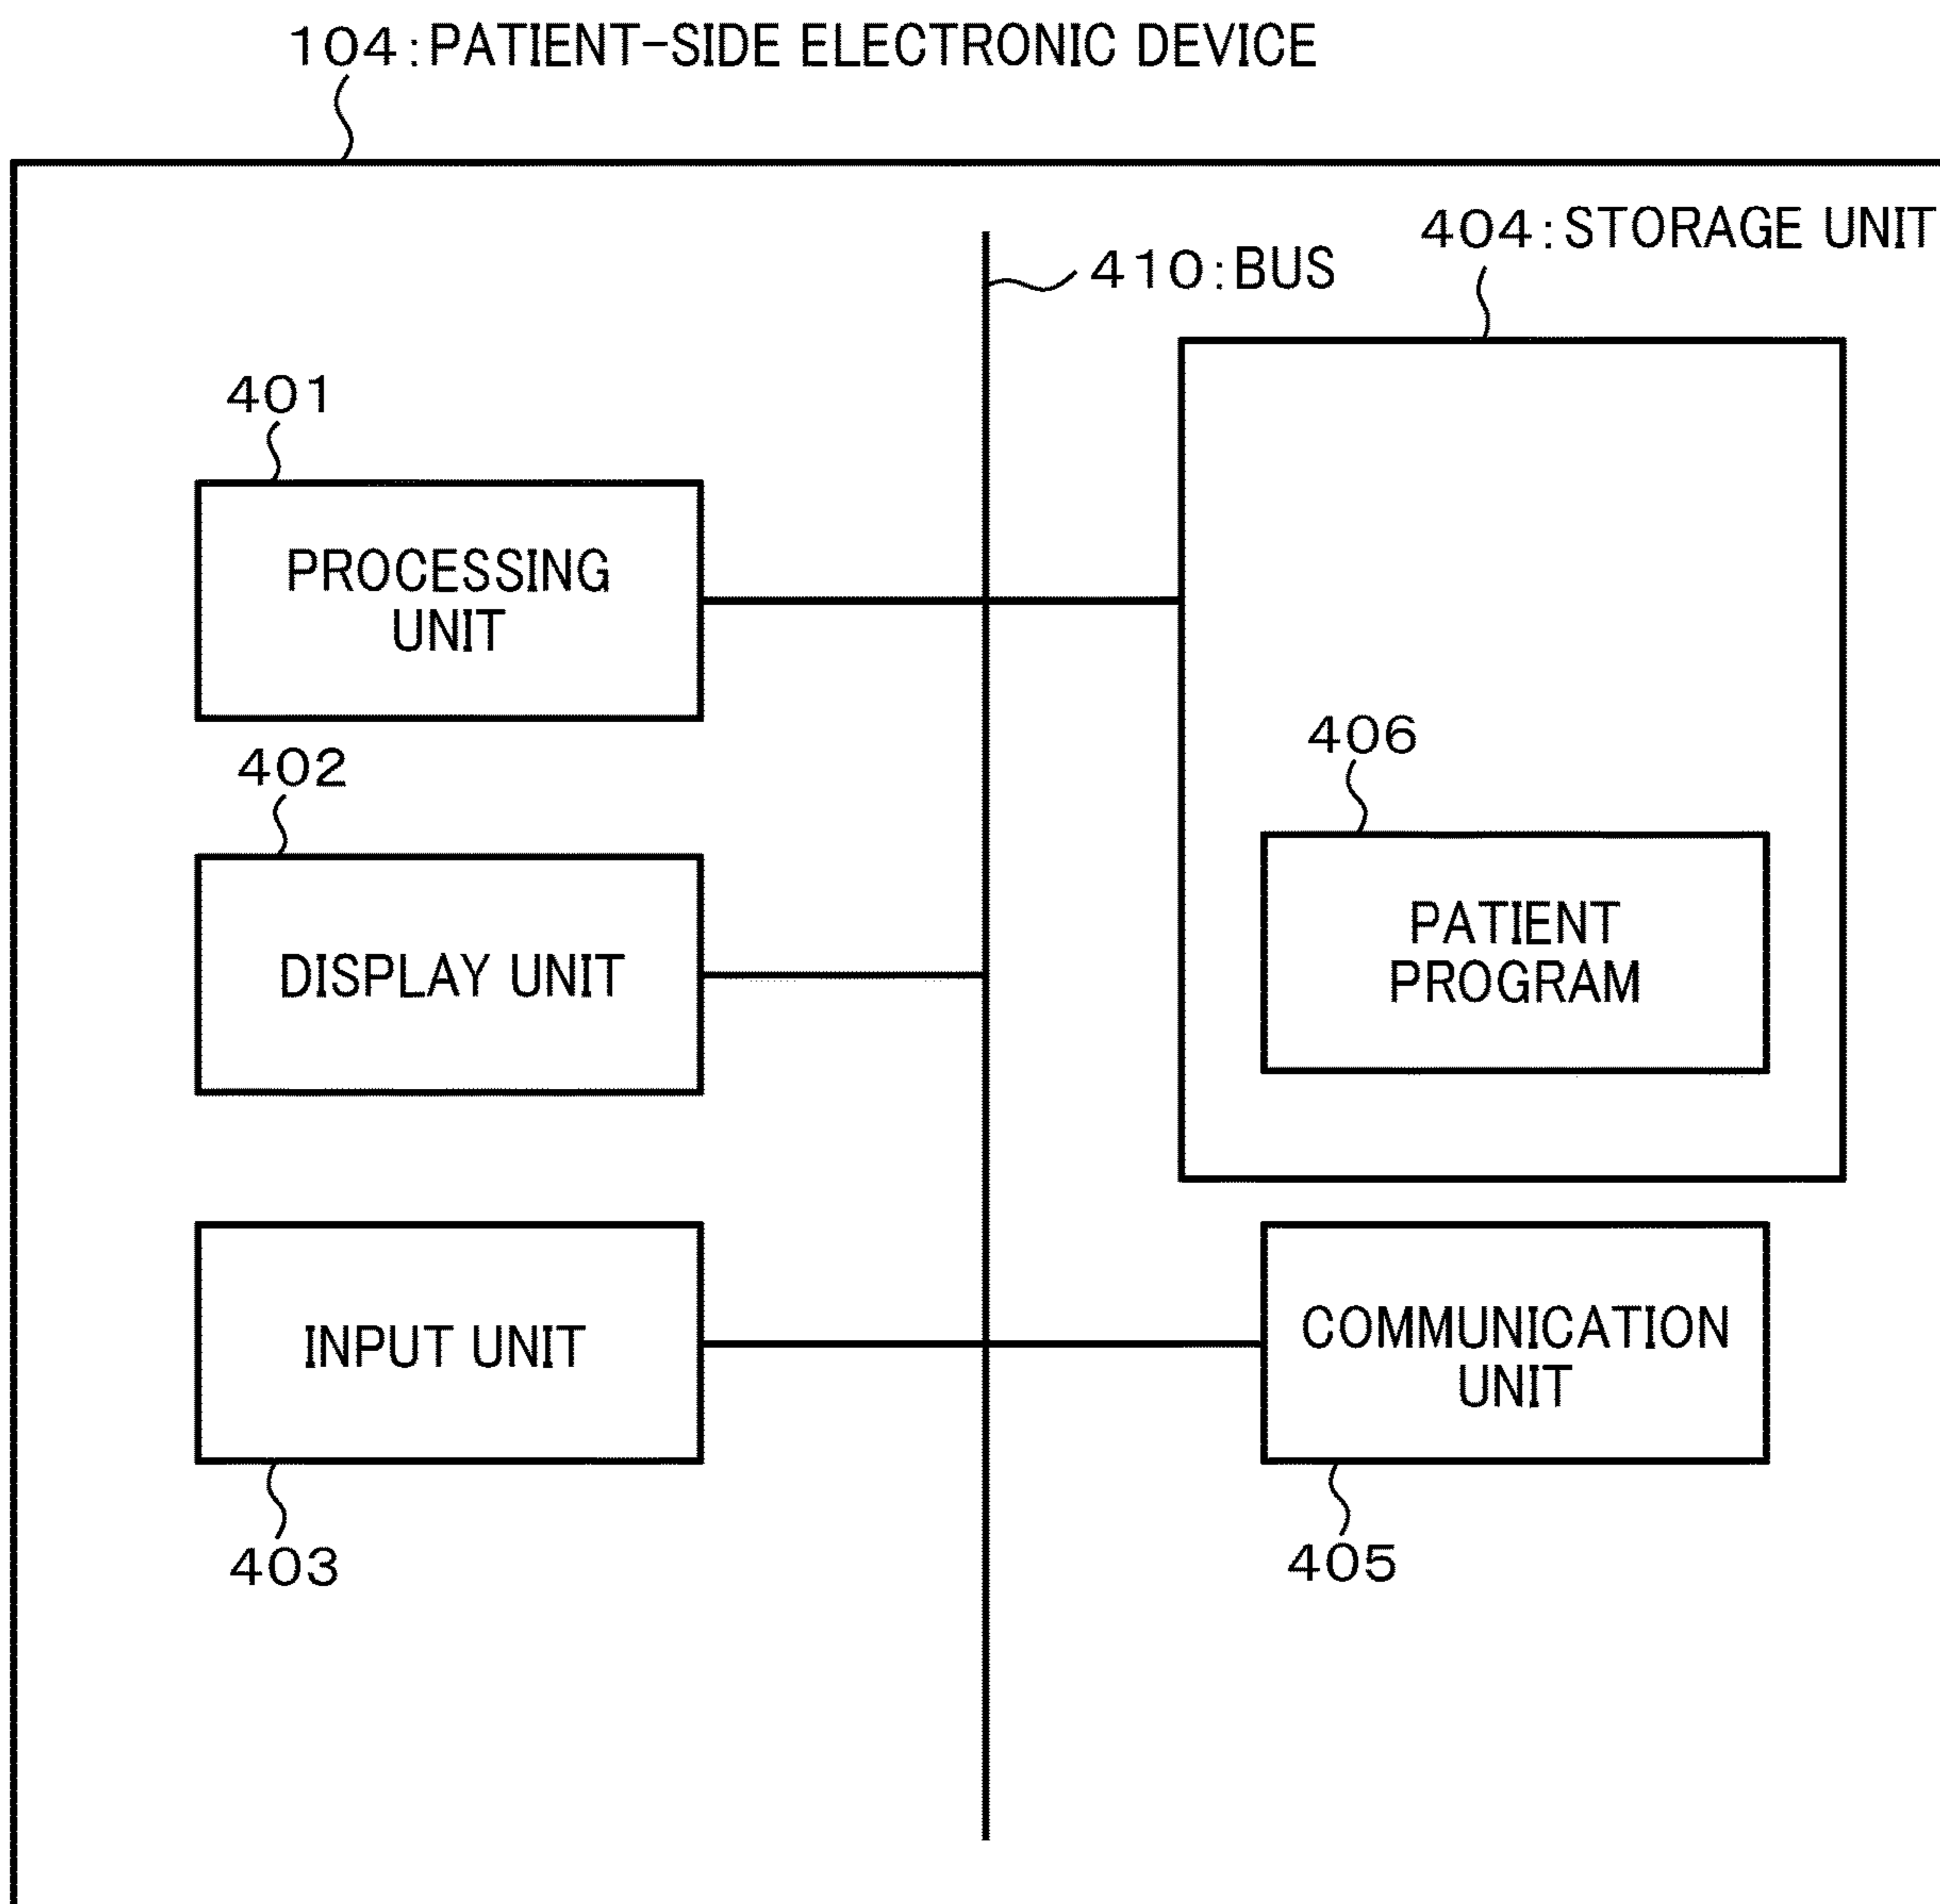 104:PATIENT-SIDE ELECTRONIC DEVICE
404:STORAGE UNIT
410:BUS
401
PROCESSING
UNIT
406
402
PATIENT
PROGRAM
DISPLAY UNIT
INPUT UNIT
COMMUNICATION
UNIT
403
405